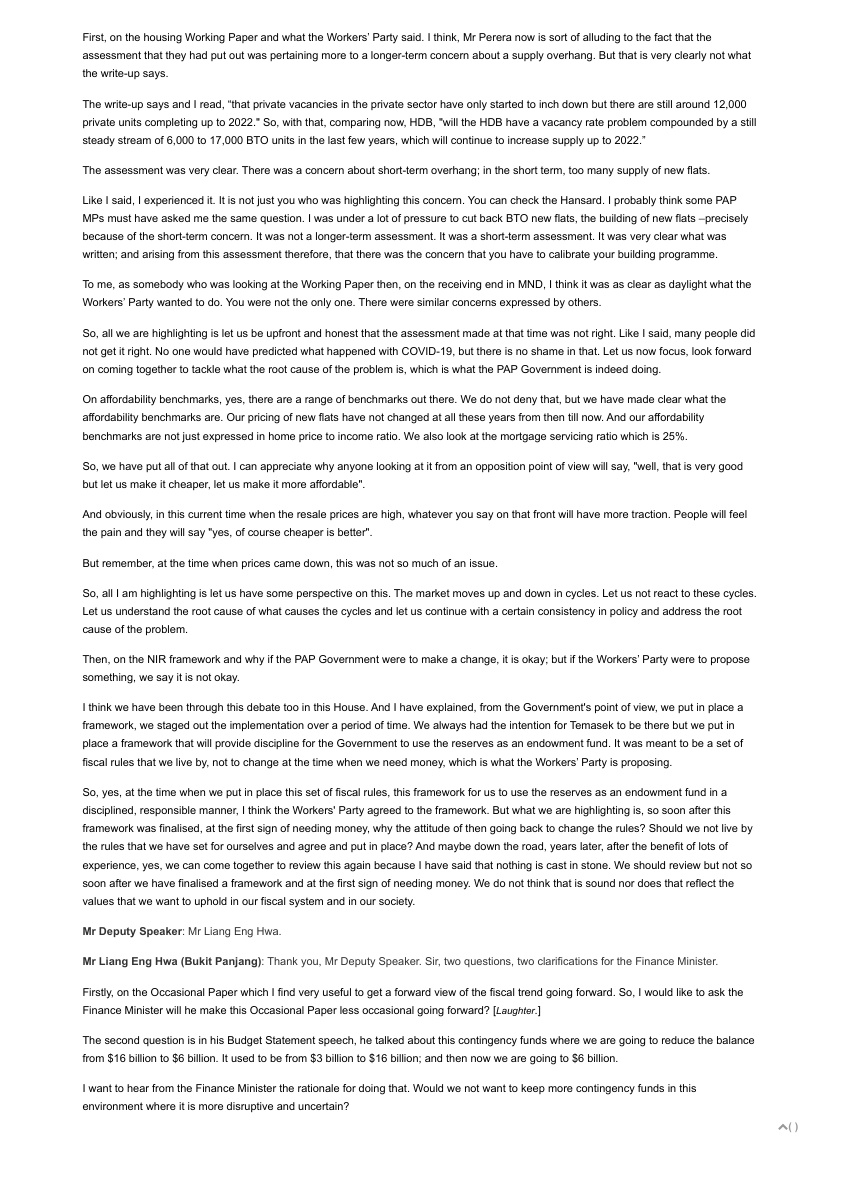 First, on the housing Working Paper and what the Workers’ Party said. I think, Mr Perera now is sort of alluding to the fact that the
assessment that they had put out was pertaining more to a longer-term concern about a supply overhang. But that is very clearly not what
the write-up says.
The write-up says and I read, “that private vacancies in the private sector have only started to inch down but there are still around 12,000
private units completing up to 2022." So, with that, comparing now, HDB, "will the HDB have a vacancy rate problem compounded by a still
steady stream of 6,000 to 17,000 BTO units in the last few years, which will continue to increase supply up to 2022.”
The assessment was very clear. There was a concern about short-term overhang; in the short term, too many supply of new flats.
Like I said, I experienced it. It is not just you who was highlighting this concern. You can check the Hansard. I probably think some PAP
MPs must have asked me the same question. I was under a lot of pressure to cut back BTO new flats, the building of new flats –precisely
because of the short-term concern. It was not a longer-term assessment. It was a short-term assessment. It was very clear what was
written; and arising from this assessment therefore, that there was the concern that you have to calibrate your building programme.
To me, as somebody who was looking at the Working Paper then, on the receiving end in MND, I think it was as clear as daylight what the
Workers’ Party wanted to do. You were not the only one. There were similar concerns expressed by others.
So, all we are highlighting is let us be upfront and honest that the assessment made at that time was not right. Like I said, many people did
not get it right. No one would have predicted what happened with COVID-19, but there is no shame in that. Let us now focus, look forward
on coming together to tackle what the root cause of the problem is, which is what the PAP Government is indeed doing.
On affordability benchmarks, yes, there are a range of benchmarks out there. We do not deny that, but we have made clear what the
affordability benchmarks are. Our pricing of new flats have not changed at all these years from then till now. And our affordability
benchmarks are not just expressed in home price to income ratio. We also look at the mortgage servicing ratio which is 25%.
So, we have put all of that out. I can appreciate why anyone looking at it from an opposition point of view will say, "well, that is very good
but let us make it cheaper, let us make it more affordable".
And obviously, in this current time when the resale prices are high, whatever you say on that front will have more traction. People will feel
the pain and they will say "yes, of course cheaper is better".
But remember, at the time when prices came down, this was not so much of an issue.
So, all I am highlighting is let us have some perspective on this. The market moves up and down in cycles. Let us not react to these cycles.
Let us understand the root cause of what causes the cycles and let us continue with a certain consistency in policy and address the root
cause of the problem.
Then, on the NIR framework and why if the PAP Government were to make a change, it is okay; but if the Workers’ Party were to propose
something, we say it is not okay.
I think we have been through this debate too in this House. And I have explained, from the Government's point of view, we put in place a
framework, we staged out the implementation over a period of time. We always had the intention for Temasek to be there but we put in
place a framework that will provide discipline for the Government to use the reserves as an endowment fund. It was meant to be a set of
fiscal rules that we live by, not to change at the time when we need money, which is what the Workers’ Party is proposing.
So, yes, at the time when we put in place this set of fiscal rules, this framework for us to use the reserves as an endowment fund in a
disciplined, responsible manner, I think the Workers' Party agreed to the framework. But what we are highlighting is, so soon after this
framework was finalised, at the first sign of needing money, why the attitude of then going back to change the rules? Should we not live by
the rules that we have set for ourselves and agree and put in place? And maybe down the road, years later, after the benefit of lots of
experience, yes, we can come together to review this again because I have said that nothing is cast in stone. We should review but not so
soon after we have finalised a framework and at the first sign of needing money. We do not think that is sound nor does that reflect the
values that we want to uphold in our fiscal system and in our society.
Mr Deputy Speaker: Mr Liang Eng Hwa.
Mr Liang Eng Hwa (Bukit Panjang): Thank you, Mr Deputy Speaker. Sir, two questions, two clarifications for the Finance Minister.
Firstly, on the Occasional Paper which I find very useful to get a forward view of the fiscal trend going forward. So, I would like to ask the
Finance Minister will he make this Occasional Paper less occasional going forward? [Laughter.]
The second question is in his Budget Statement speech, he talked about this contingency funds where we are going to reduce the balance
from $16 billion to $6 billion. It used to be from $3 billion to $16 billion; and then now we are going to $6 billion.
I want to hear from the Finance Minister the rationale for doing that. Would we not want to keep more contingency funds in this
environment where it is more disruptive and uncertain?
^( )